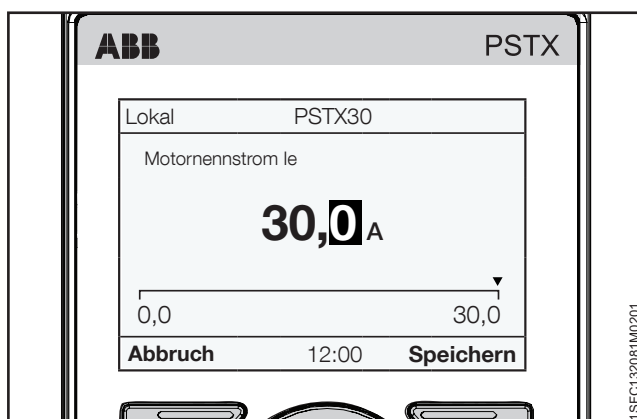 ABB PSTX
Lokal PSTX30
Motornennstrom Ie
30,0 A
0,0 30,0
Abbruch 12:00 Speichern
1SFC132081M0201